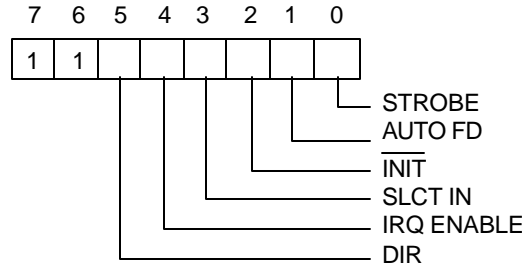 7 6 5 4 3 2 1 0
1 1
STROBE
AUTO FD
INIT
SLCT IN
IRQ ENABLE
DIR